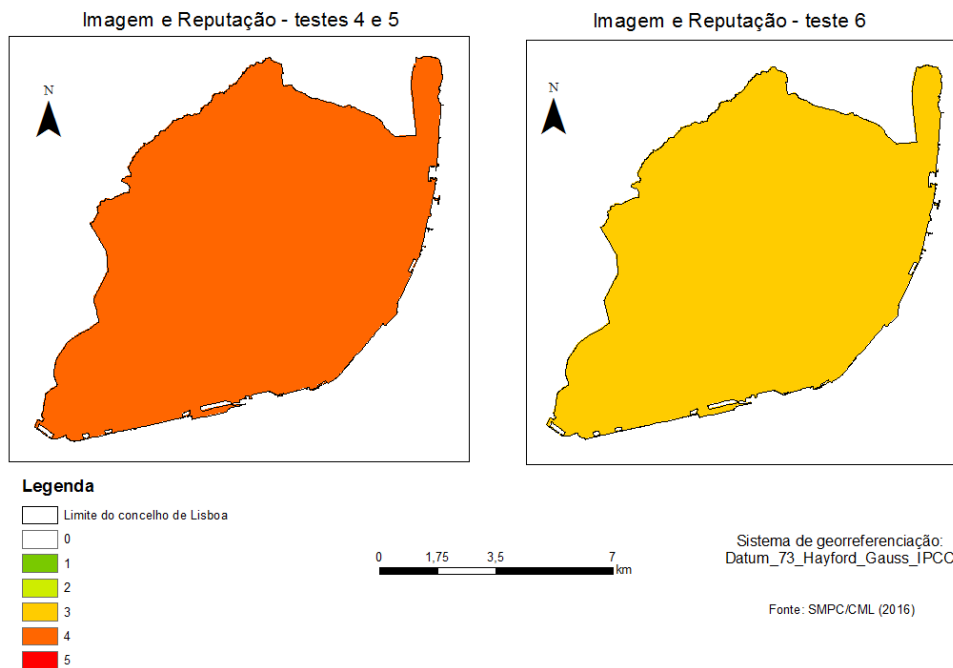 Imagem e Reputação - testes 4 e 5
Imagem e Reputação - teste 6
N
N
Legenda
Limite do concelho de Lisboa
0
1
2
3
4
5
0 1,75 3,5 7
km
Sistema de georreferenciação:
Datum_73_Hayford_Gauss_IPCC
Fonte: SMPC/CML (2016)